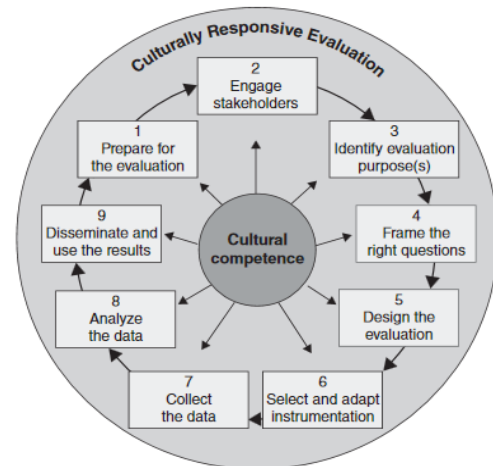 Culturally Responsive Evaluation
1
Prepare for
the evaluation
2
Engage
stakeholders
3
Identify evaluation
purpose(s)
4
Frame the
right questions
5
Design the
evaluation
6
Select and adapt
instrumentation
7
Collect
the data
8
Analyze
the data
9
Disseminate and
use the results
Cultural
competence